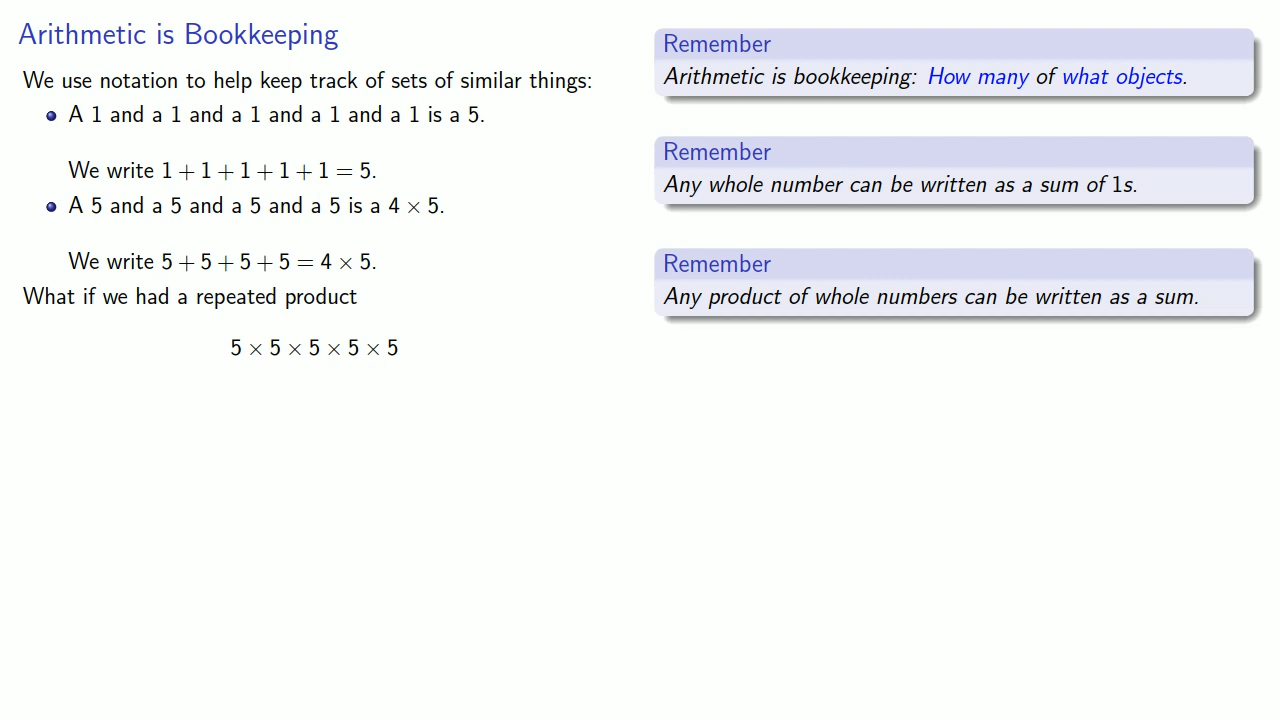 Arithmetic is Bookkeeping
We use notation to help keep track of sets of similar things:
A 1 and a 1 and a 1 and a 1 and a 1 is a 5.
We write 1 + 1 + 1 + 1 + 1 = 5.
A 5 and a 5 and a 5 and a 5 is a 4 × 5.
We write 5 + 5 + 5 + 5 = 4 × 5.
What if we had a repeated product
5 × 5 × 5 × 5 × 5
Remember
Arithmetic is bookkeeping: How many of what objects.
Remember
Any whole number can be written as a sum of 1s.
Remember
Any product of whole numbers can be written as a sum.